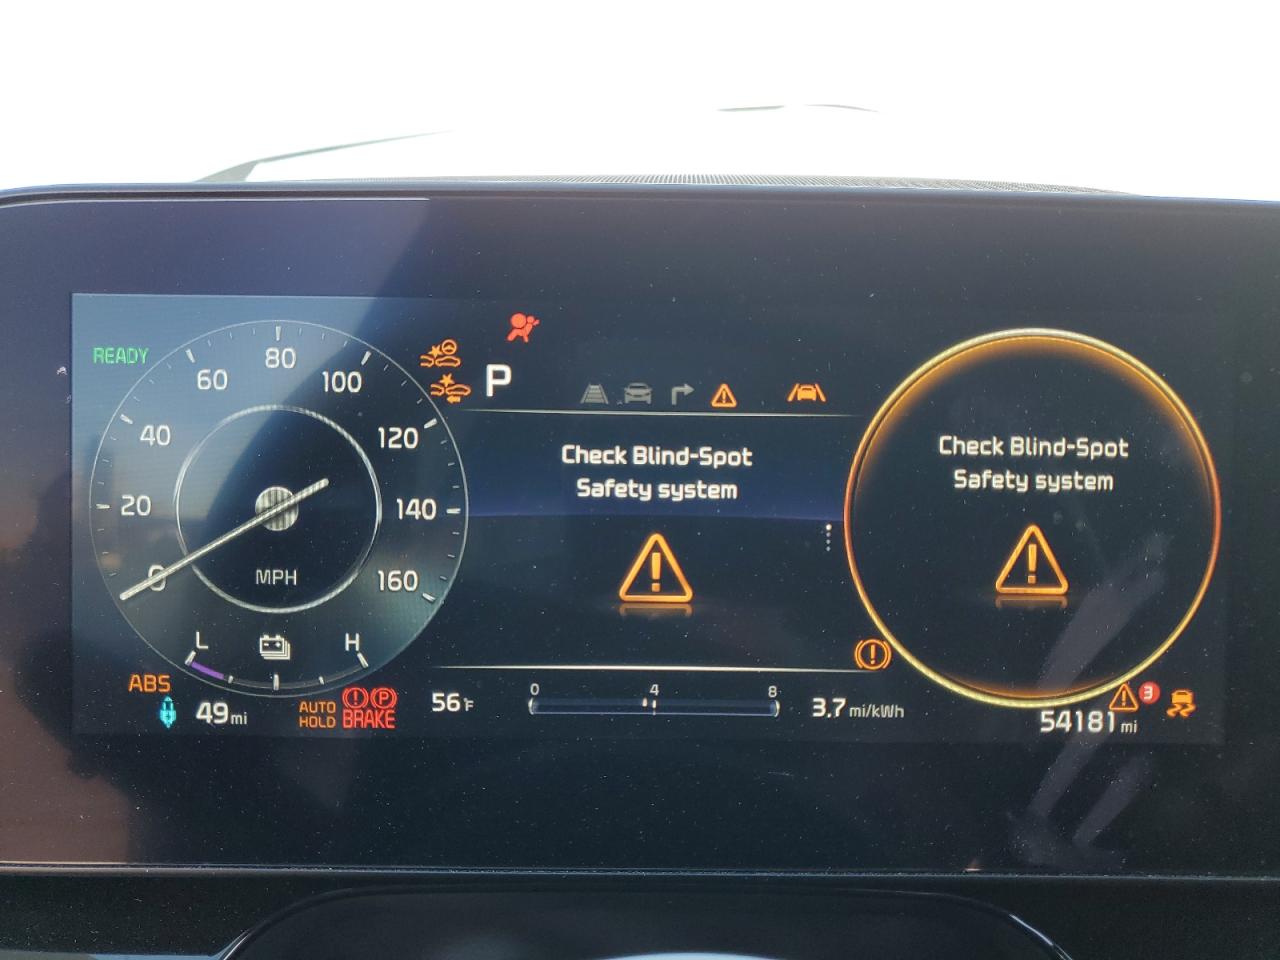 READY
80
60
100
40
120
20
140
0
160
MPH
L
H
P
Check Blind-Spot
Safety system
Check Blind-Spot
Safety system
ABS
49mi
AUTO
HOLD
P
BRAKE
56°F
0
4
8
3.7 mi/kWh
3
54181 mi